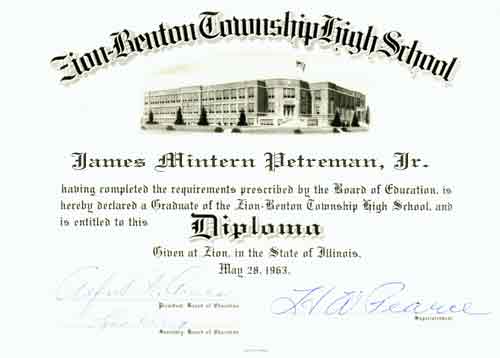 Zion-Benton Township High School
James Mintern Petreman, Jr.
having completed the requirements prescribed by the Board of Education, is
hereby declared a Graduate of the Zion-Benton Township High School, and
is entitled to this Diploma
Given at Zion, in the State of Illinois,
May 28, 1963.
H W Pearce
President Board of Education
Superintendent
Secretary Board of Education